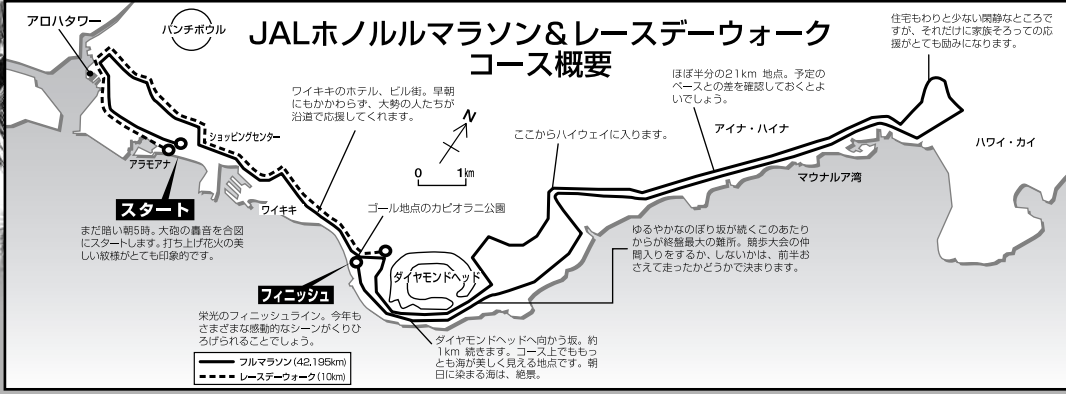 JALホノルルマラソン&レースデーウォーク
コース概要
アロハタワー
パンチボウル
住宅もわりと少ない閑静なところで
すが、それだけに家族そろっての応
援がとても励みになります。
ほぼ半分の21km 地点。予定の
ペースとの差を確認しておくとよ
いでしょう。
ワイキキのホテル、ビル街。早朝
にもかかわらず、大勢の人たちが
沿道で応援してくれます。
ショッピングセンター
N
0 1km
ここからハイウェイに入ります。
アイナ・ハイナ
ハワイ・カイ
マウナルア湾
アラモアナ
スタート
まだ暗い朝5時。大砲の轟音を合図
にスタートします。打ち上げ花火の美
しい紋様がとても印象的です。
ワイキキ
ゴール地点のカピオラニ公園
ゆるやかなのぼり坂が続くこのあたり
からが終盤最大の難所。競歩大会の仲
間入りをするか、しないかは、前半お
さえて走ったかどうかで決まります。
ダイヤモンドヘッド
フィニッシュ
栄光のフィニッシュライン。今年も
さまざまな感動的なシーンがくりひ
ろげられることでしょう。
ダイヤモンドヘッドへ向かう坂。約
1km 続きます。コース上でももっ
とも海が美しく見える地点です。朝
日に染まる海は、絶景。
フルマラソン(42.195km)
レースデーウォーク(10km)